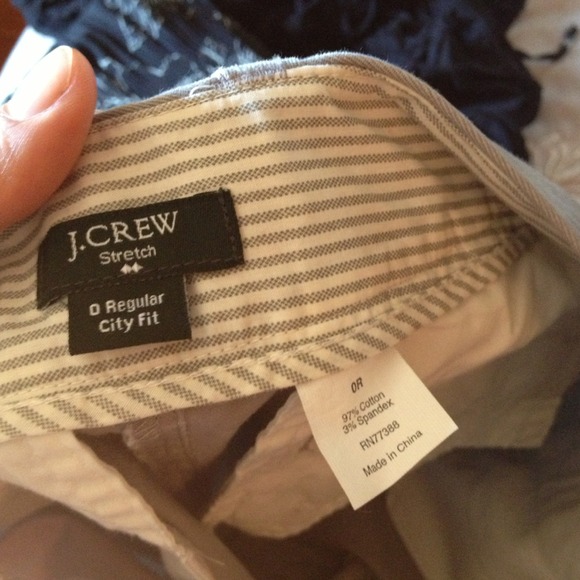 J.CREW
Stretch
0 Regular
City Fit
0R
97% Cotton
3% Spandex
RN77388
Made in China